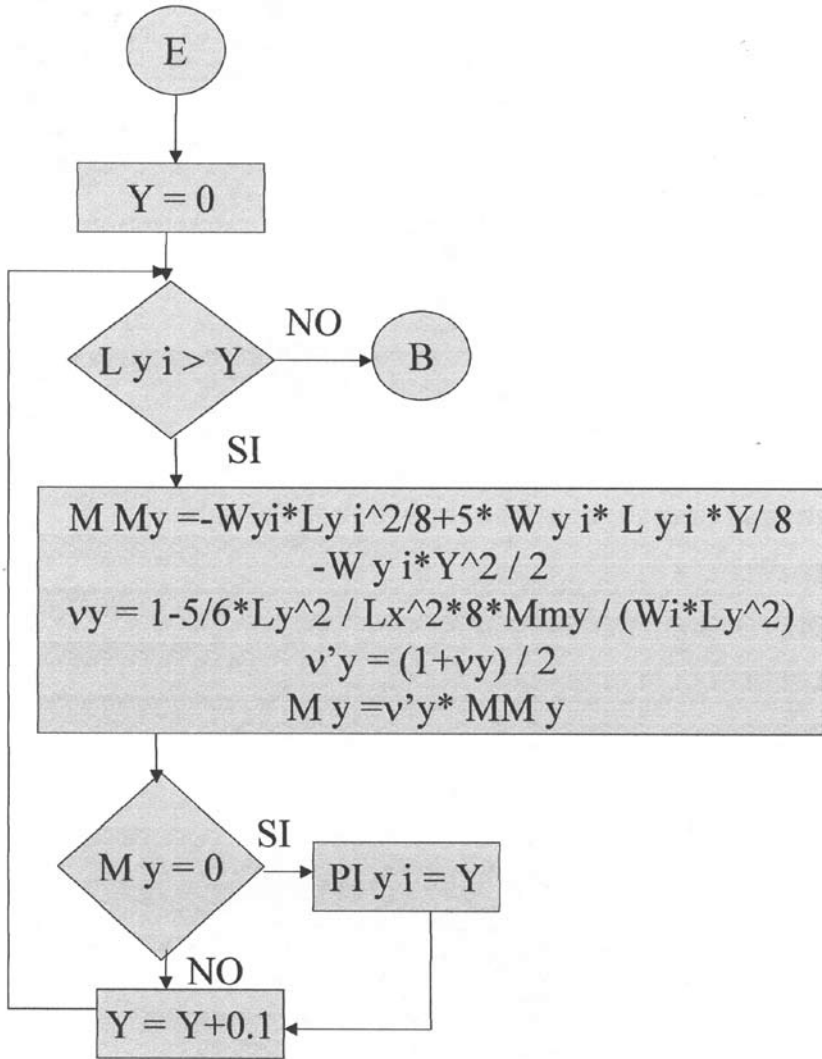 E
Y = 0
L y i > Y
NO
B
SI
M My =-Wyi*Ly i^2/8+5* W y i* L y i *Y/ 8
-W y i*Y^2 / 2
νy = 1-5/6*Ly^2 / Lx^2*8*Mmy / (Wi*Ly^2)
ν’y = (1+νy) / 2
M y =ν’y* MM y
M y = 0
SI
PI y i = Y
NO
Y = Y+0.1